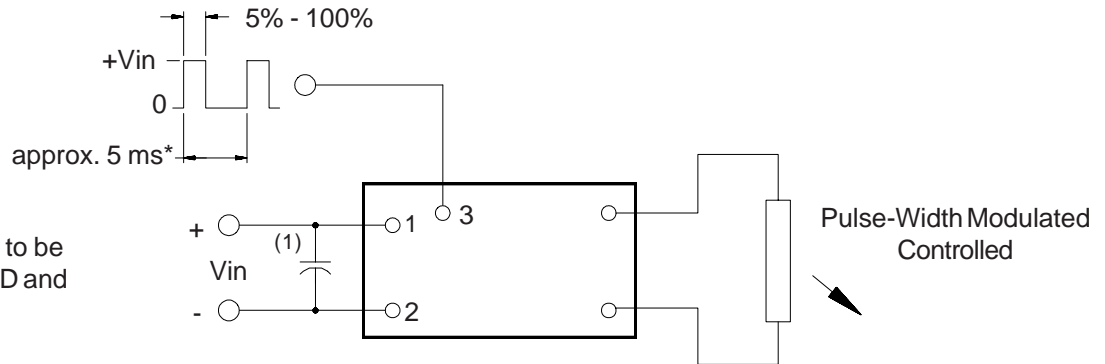 5% - 100%
+Vin
0
approx. 5 ms*
to be
D and
+
(1)
Vin
-
1
3
2
Pulse-Width Modulated
Controlled